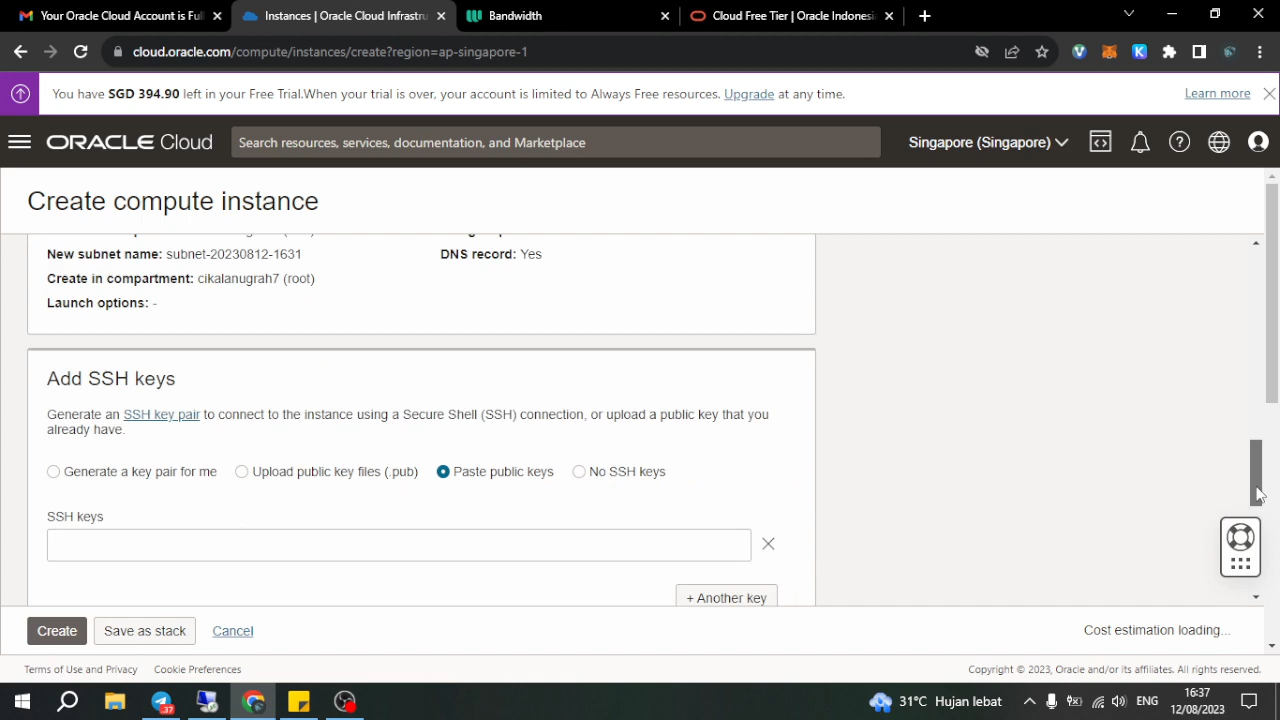 Your Oracle Cloud Account is Full
Instances | Oracle Cloud Infrastru
Bandwidth
Cloud Free Tier | Oracle Indonesia
cloud.oracle.com/compute/instances/create?region=ap-singapore-1
You have SGD 394.90 left in your Free Trial.When your trial is over, your account is limited to Always Free resources. Upgrade at any time.
Learn more
ORACLE Cloud
Search resources, services, documentation, and Marketplace
Singapore (Singapore)
Create compute instance
New subnet name: subnet-20230812-1631
DNS record: Yes
Create in compartment: cikalanugrah7 (root)
Launch options: -
Add SSH keys
Generate an SSH key pair to connect to the instance using a Secure Shell (SSH) connection, or upload a public key that you
already have.
Generate a key pair for me
Upload public key files (.pub)
Paste public keys
No SSH keys
SSH keys
+ Another key
Create
Save as stack
Cancel
Cost estimation loading...
Terms of Use and Privacy
Cookie Preferences
Copyright © 2023, Oracle and/or its affiliates. All rights reserved.
37
31°C Hujan lebat
ENG
16:37
12/08/2023